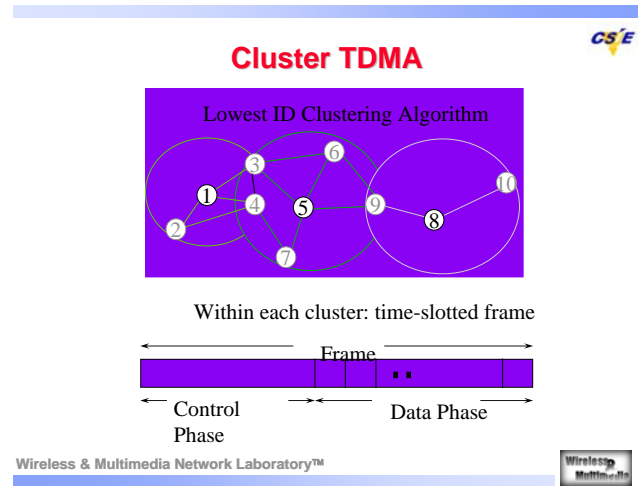 CS/E
Cluster TDMA
Lowest ID Clustering Algorithm
6
3
10
1
4
5
9
8
2
7
Within each cluster: time-slotted frame
Frame
Control
Phase
Data Phase
Wireless & Multimedia Network Laboratory™
Wireless
Multimedia